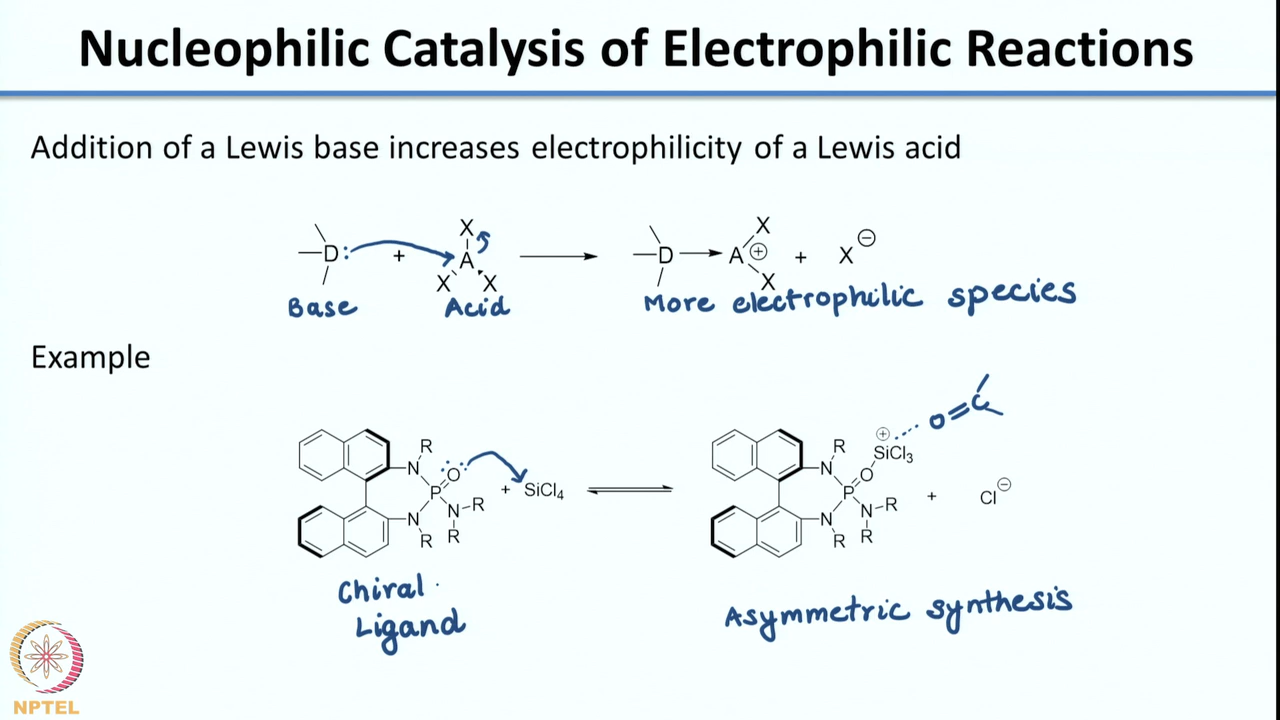 Nucleophilic Catalysis of Electrophilic Reactions
Addition of a Lewis base increases electrophilicity of a Lewis acid
—D: + A X X X → —D→A⊕ X X + X⊖
Base Acid More electrophilic species
Example
N R P O N R N R R + SiCl₄ ⇌ N R P O SiCl₃ ⊕ N R N R R O=C + Cl⊖
Chiral
Ligand
Asymmetric synthesis
NPTEL